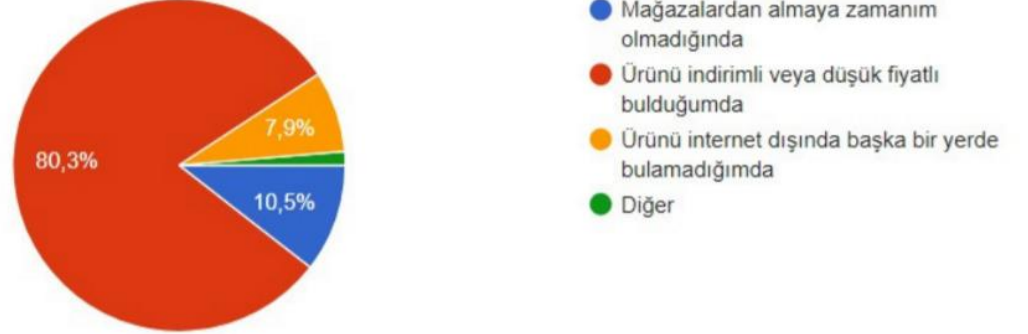 80,3%
7,9%
10,5%
Mağazalardan almaya zamanım
olmadığında
Ürünü indirimli veya düşük fiyatlı
bulduğumda
Ürünü internet dışında başka bir yerde
bulamadığımda
Diğer